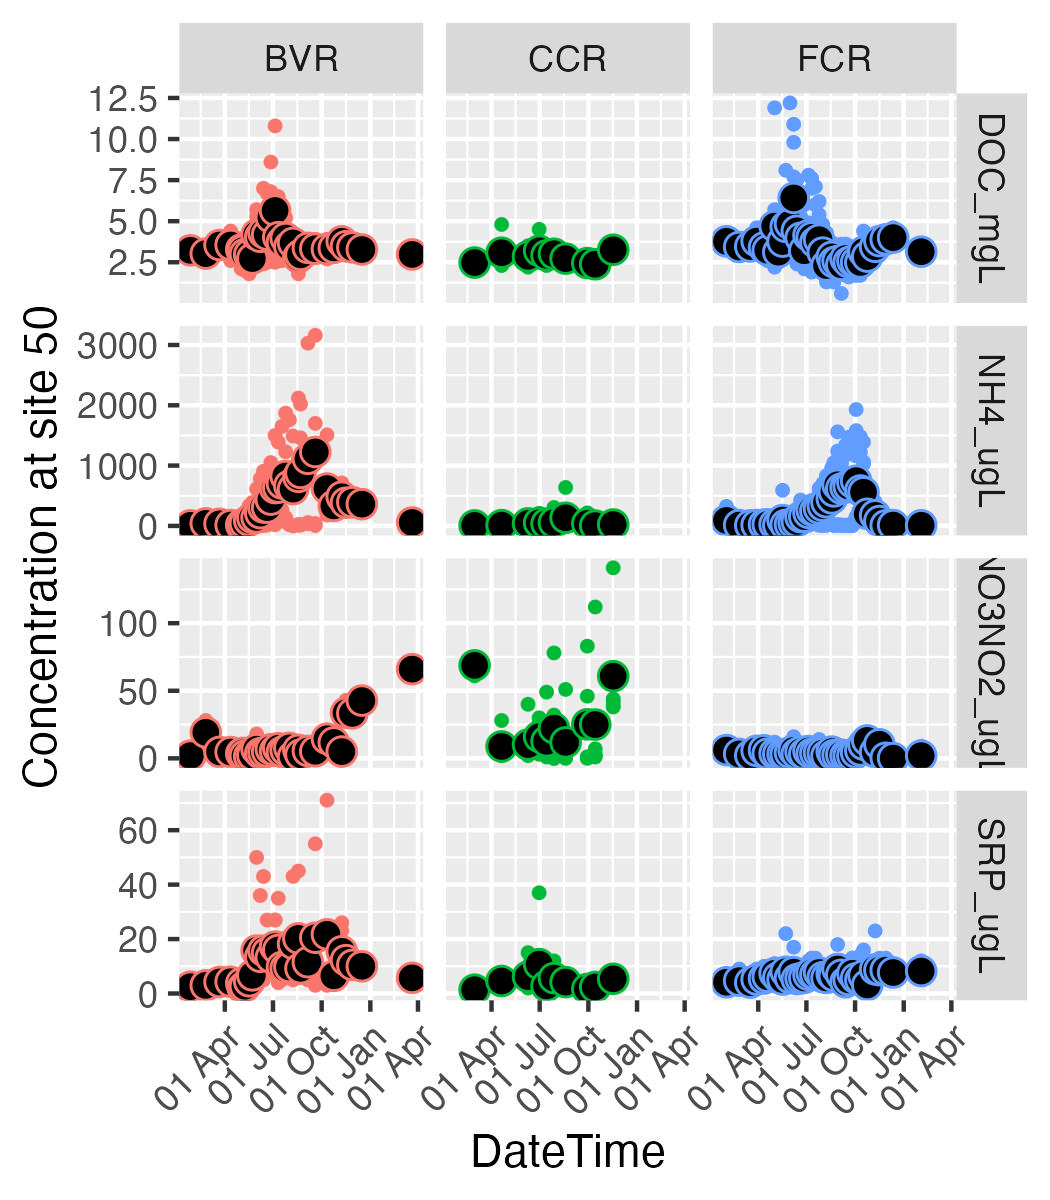 BVR CCR FCR
12.5
10.0
7.5
5.0
2.5
DOC_mgL
3000
2000
1000
0
NH4_ugL
100
50
0
NO3NO2_ugL
60
40
20
0
SRP_ugL
01 Apr 01 Jul 01 Oct 01 Jan 01 Apr 01 Apr 01 Jul 01 Oct 01 Jan 01 Apr 01 Apr 01 Jul 01 Oct 01 Jan 01 Apr
DateTime
Concentration at site 50